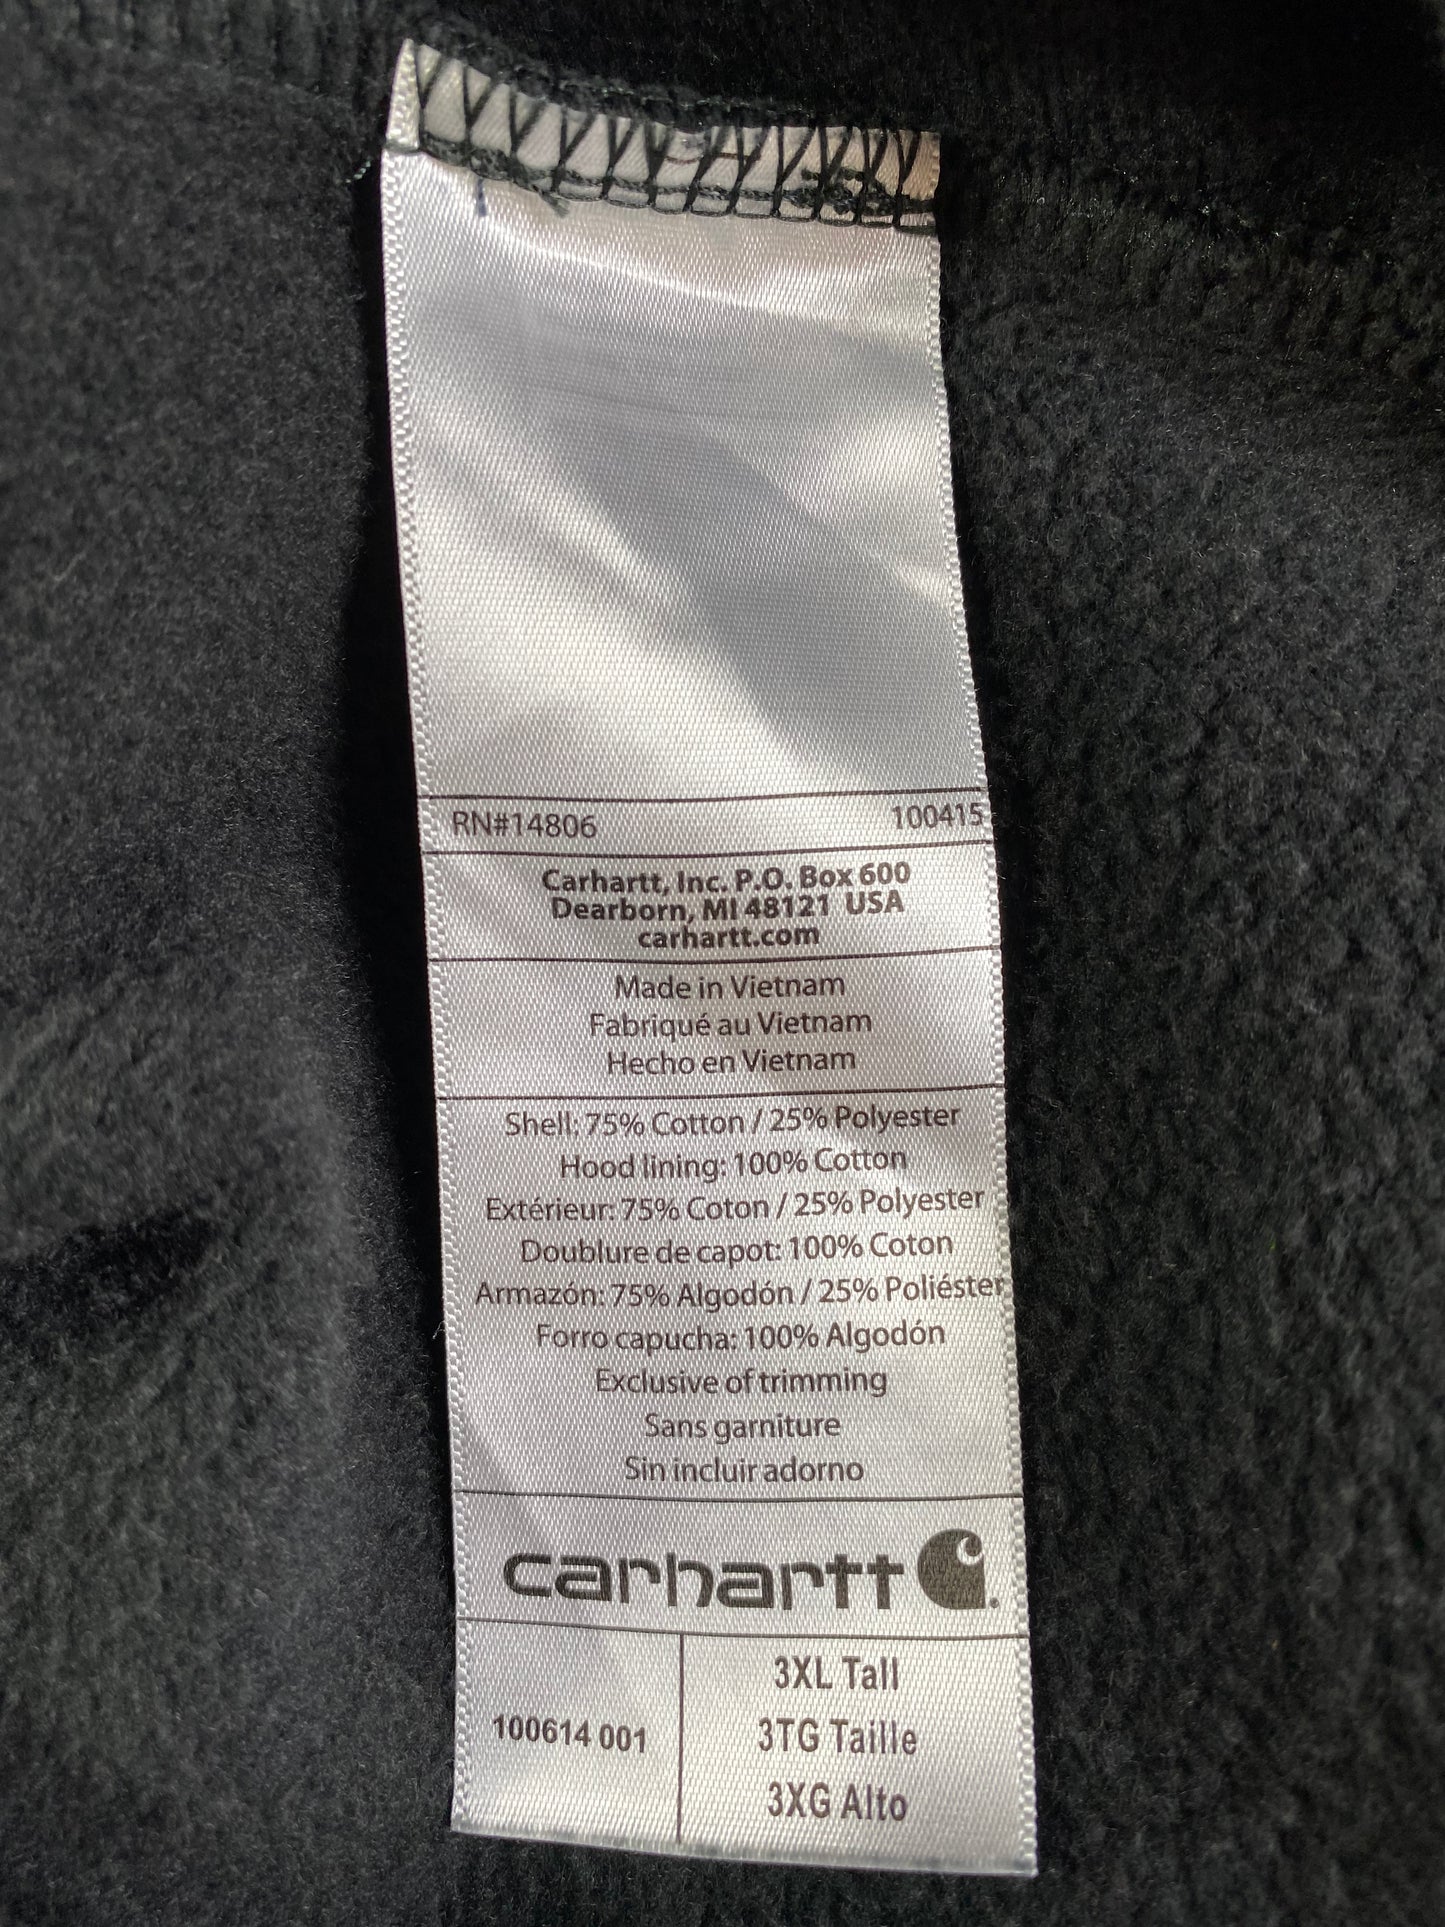 RN#14806 100415
Carhartt, Inc. P.O. Box 600
Dearborn, MI 48121 USA
carhartt.com
Made in Vietnam
Fabriqué au Vietnam
Hecho en Vietnam
Shell: 75% Cotton / 25% Polyester
Hood lining: 100% Cotton
Extérieur: 75% Coton / 25% Polyester
Doublure de capot: 100% Coton
Armazón: 75% Algodón / 25% Poliéster
Forro capucha: 100% Algodón
Exclusive of trimming
Sans garniture
Sin incluir adorno
carhartt
100614 001
3XL Tall
3TG Taille
3XG Alto